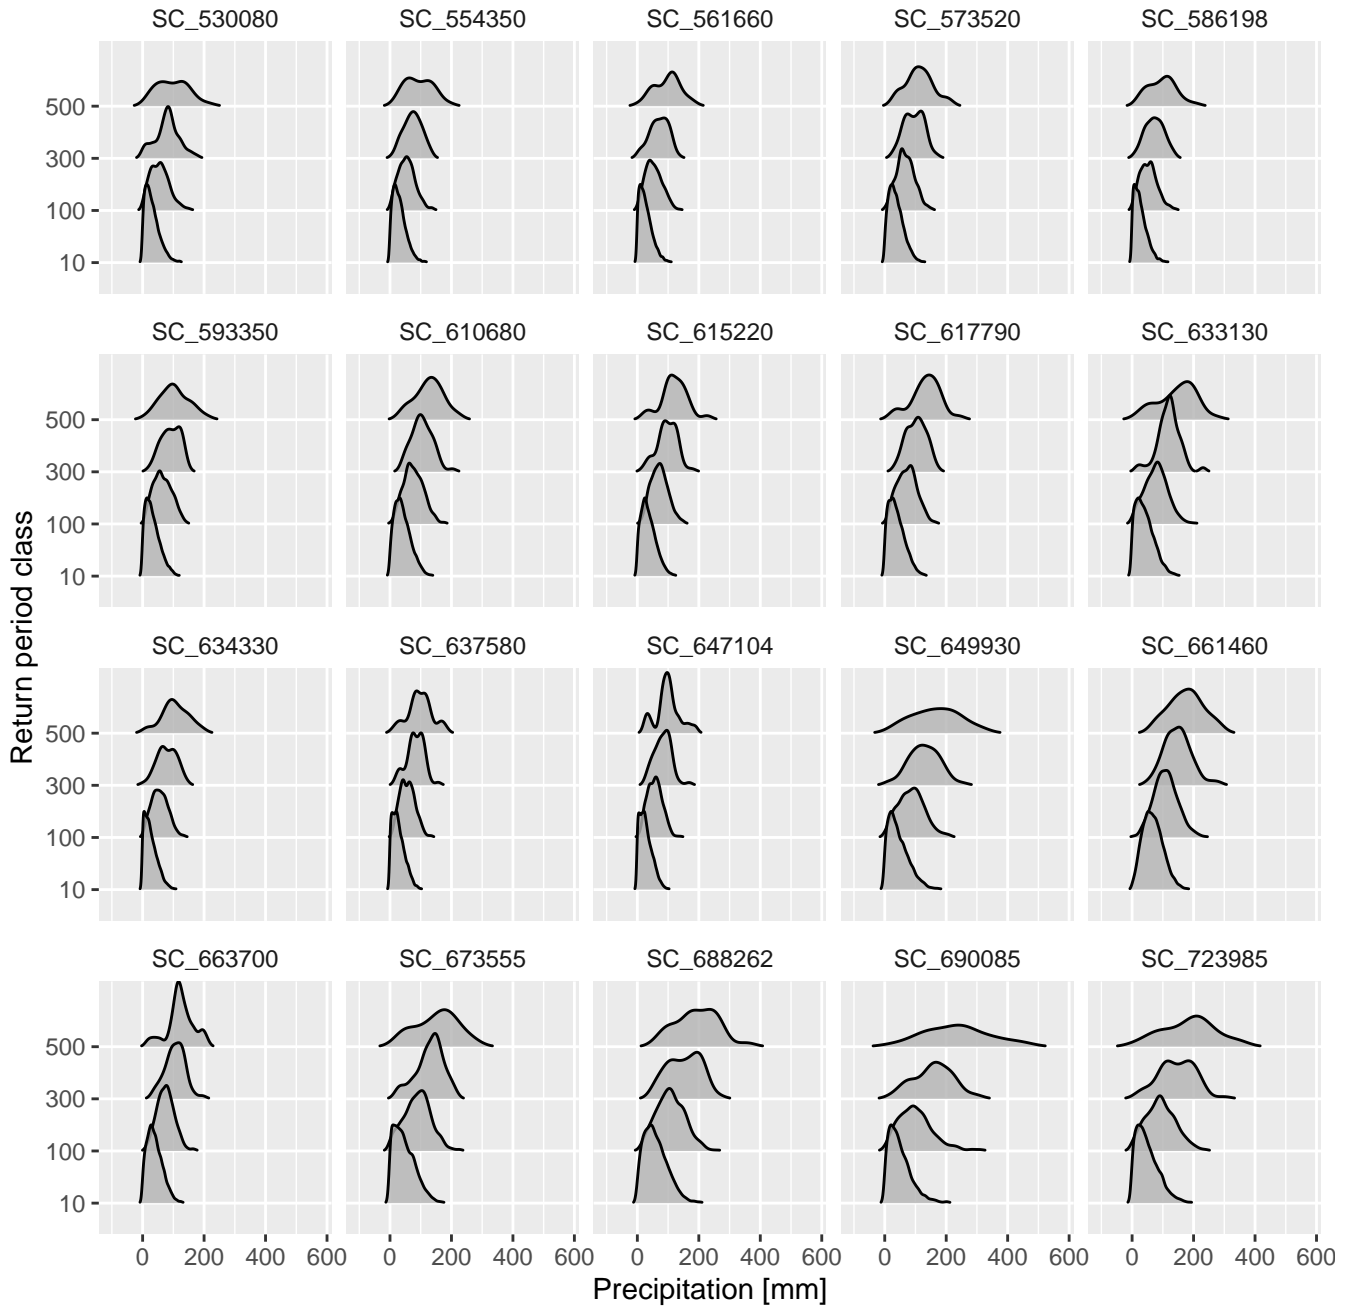 SC_530080 SC_554350 SC_561660 SC_573520 SC_586198
500
300
100
10
SC_593350 SC_610680 SC_615220 SC_617790 SC_633130
500
300
100
10
SC_634330 SC_637580 SC_647104 SC_649930 SC_661460
500
300
100
10
SC_663700 SC_673555 SC_688262 SC_690085 SC_723985
500
300
100
10
0 200 400 600 0 200 400 600 0 200 400 600 0 200 400 600 0 200 400 600
Precipitation [mm]
Return period class